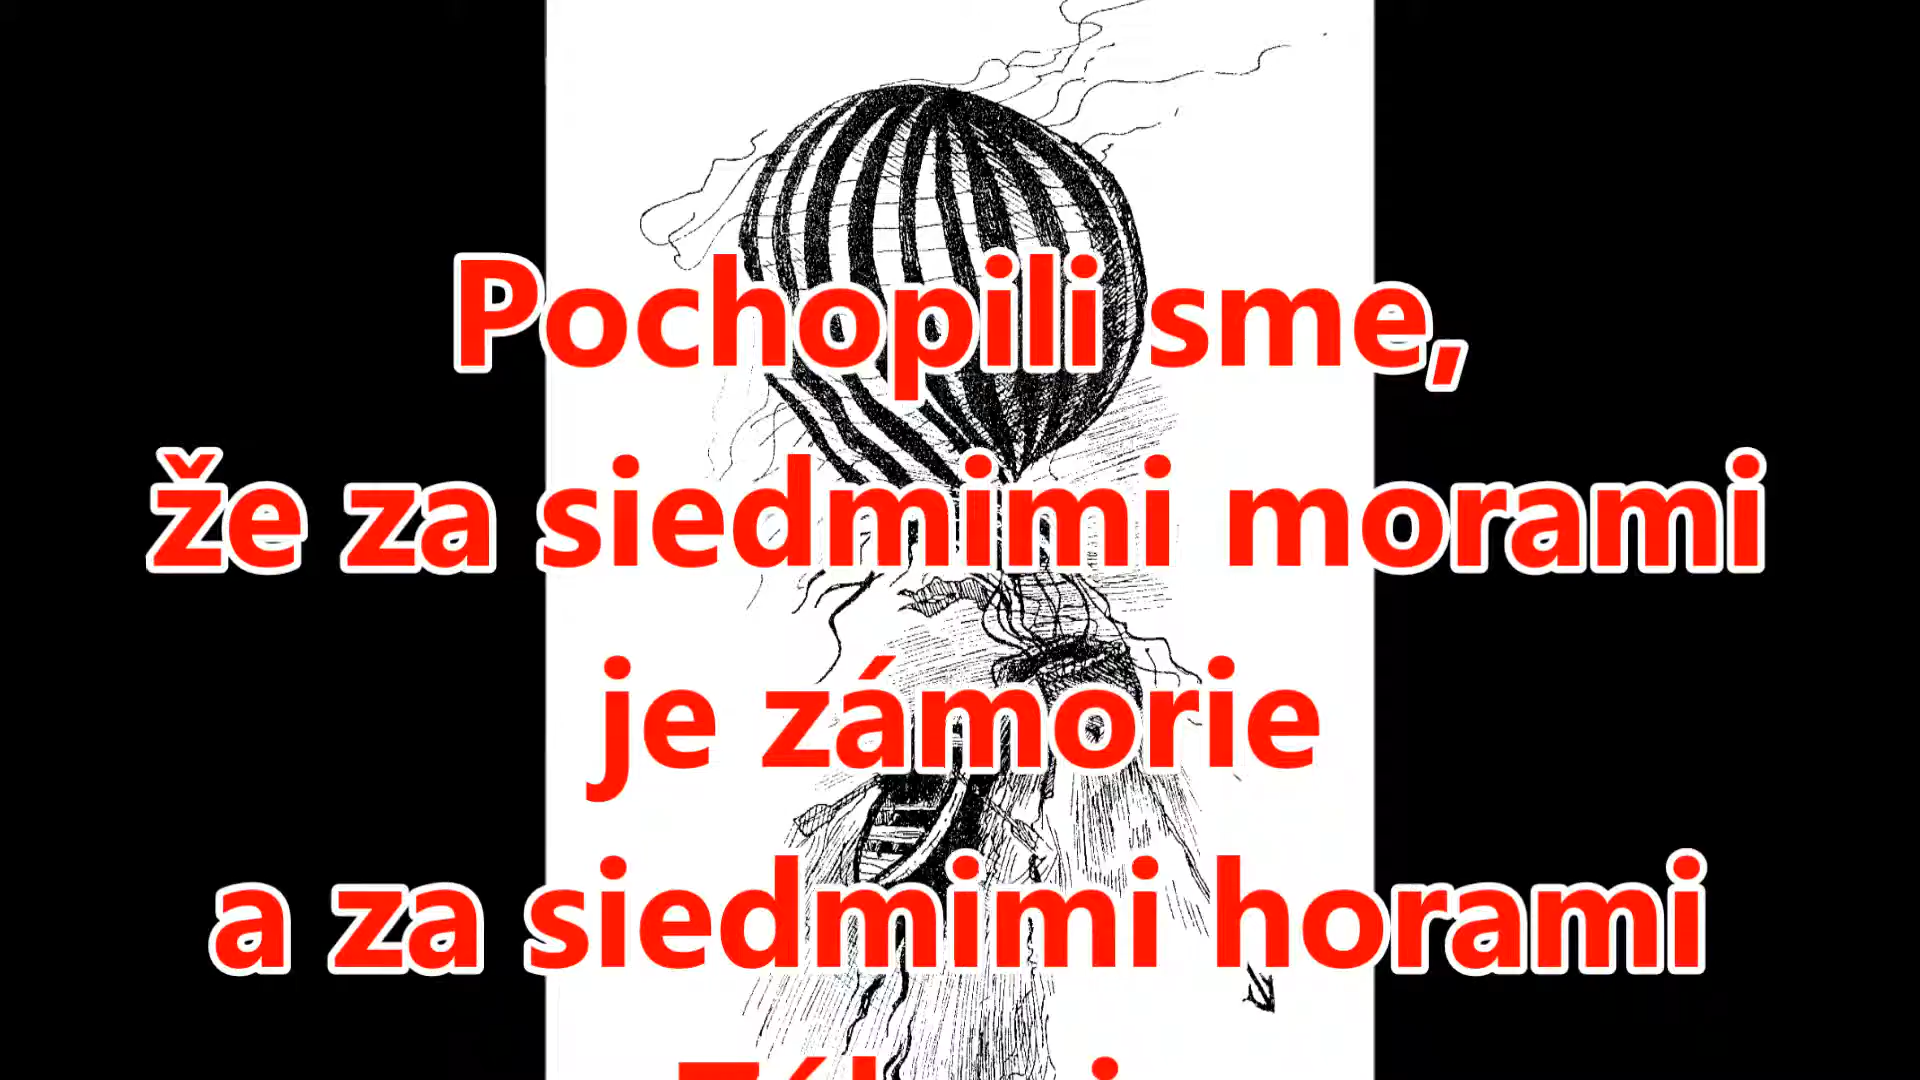 Pochopili sme,
že za siedmimi morami
je zámorie
a za siedmimi horami